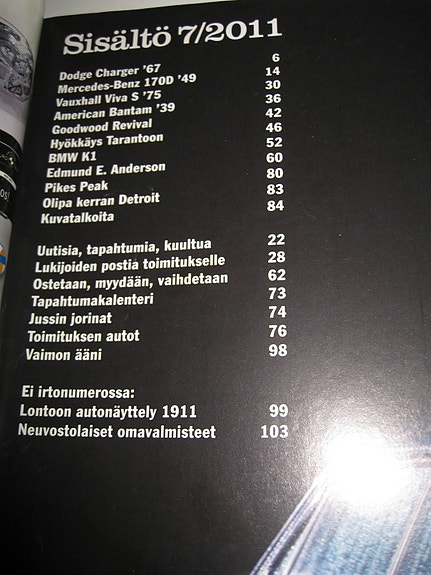 Sisältö 7/2011
Dodge Charger ’67 6
Mercedes-Benz 170D ’49 14
Vauxhall Viva S ’75 30
American Bantam ’39 36
Goodwood Revival 42
Hyökkäys Tarantoon 46
BMW K1 52
Edmund E. Anderson 60
Pikes Peak 80
Olipa kerran Detroit 83
Kuvatalkoita 84
Uutisia, tapahtumia, kuultua 22
Lukijoiden postia toimitukselle 28
Ostetaan, myydään, vaihdetaan 62
Tapahtumakalenteri 73
Jussin jorinat 74
Toimituksen autot 76
Vaimon ääni 98
Ei irtonumerossa:
Lontoon autonäyttely 1911 99
Neuvostolaiset omavalmisteet 103